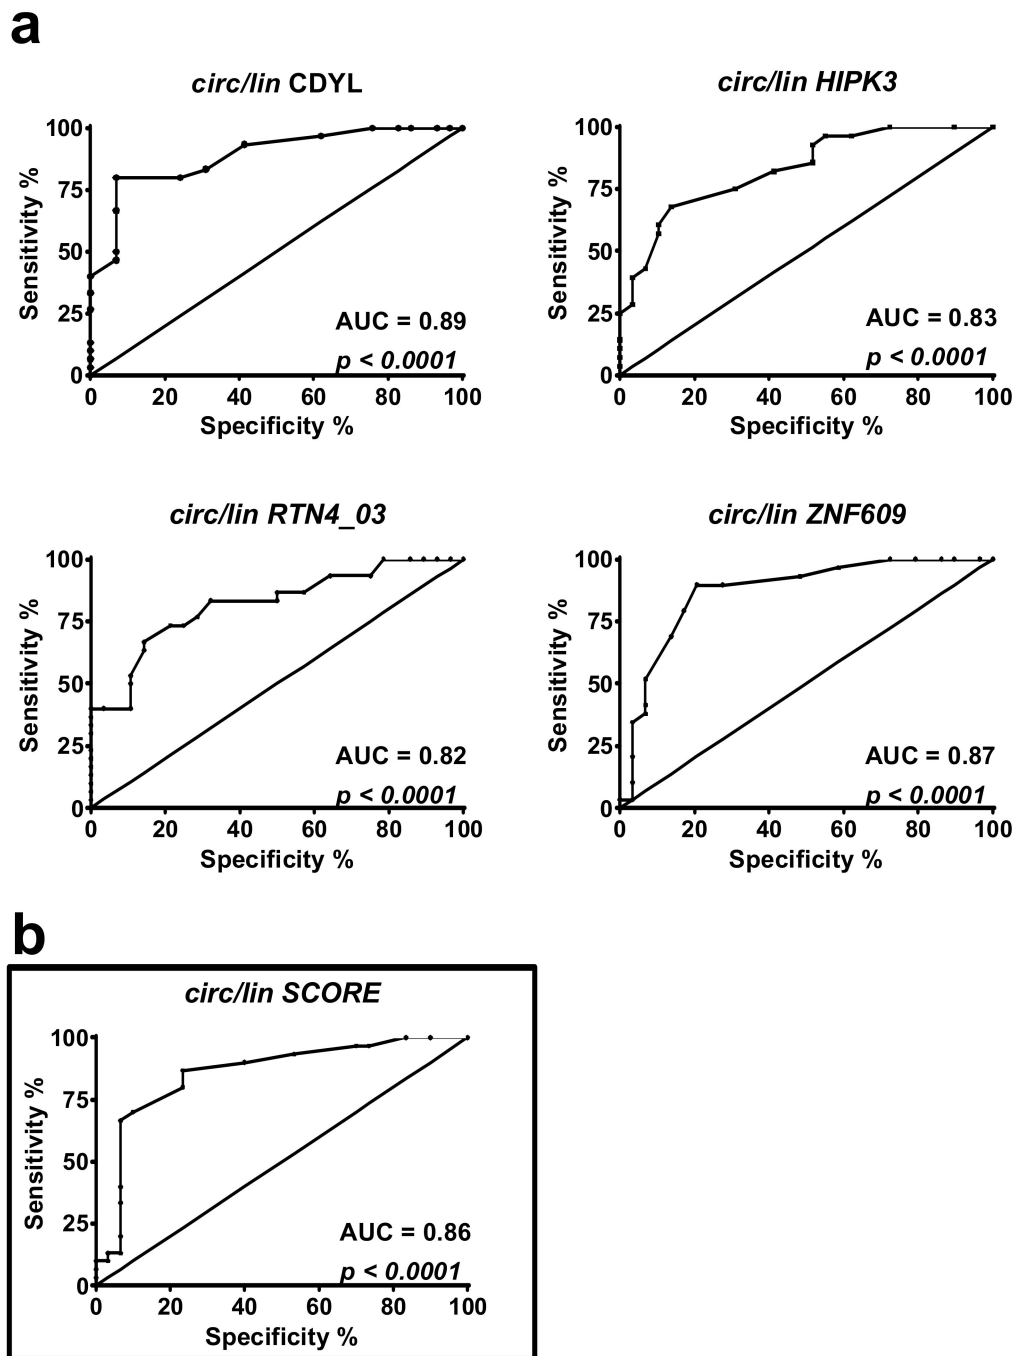 a
circ/lin CDYL
100
75
50
25
0
Sensitivity %
AUC = 0.89
p < 0.0001
0 20 40 60 80 100
Specificity %
circ/lin HIPK3
100
75
50
25
0
Sensitivity %
AUC = 0.83
p < 0.0001
0 20 40 60 80 100
Specificity %
circ/lin RTN4_03
100
75
50
25
0
Sensitivity %
AUC = 0.82
p < 0.0001
0 20 40 60 80 100
Specificity %
circ/lin ZNF609
100
75
50
25
0
Sensitivity %
AUC = 0.87
p < 0.0001
0 20 40 60 80 100
Specificity %
b
circ/lin SCORE
100
75
50
25
0
Sensitivity %
AUC = 0.86
p < 0.0001
0 20 40 60 80 100
Specificity %